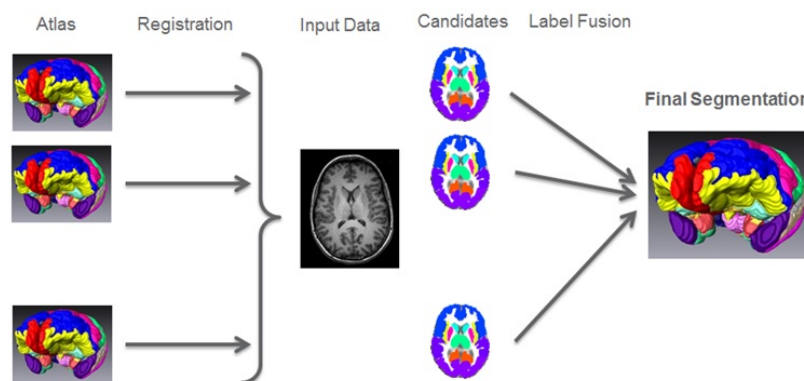 Atlas
Registration
Input Data
Candidates
Label Fusion
Final Segmentation